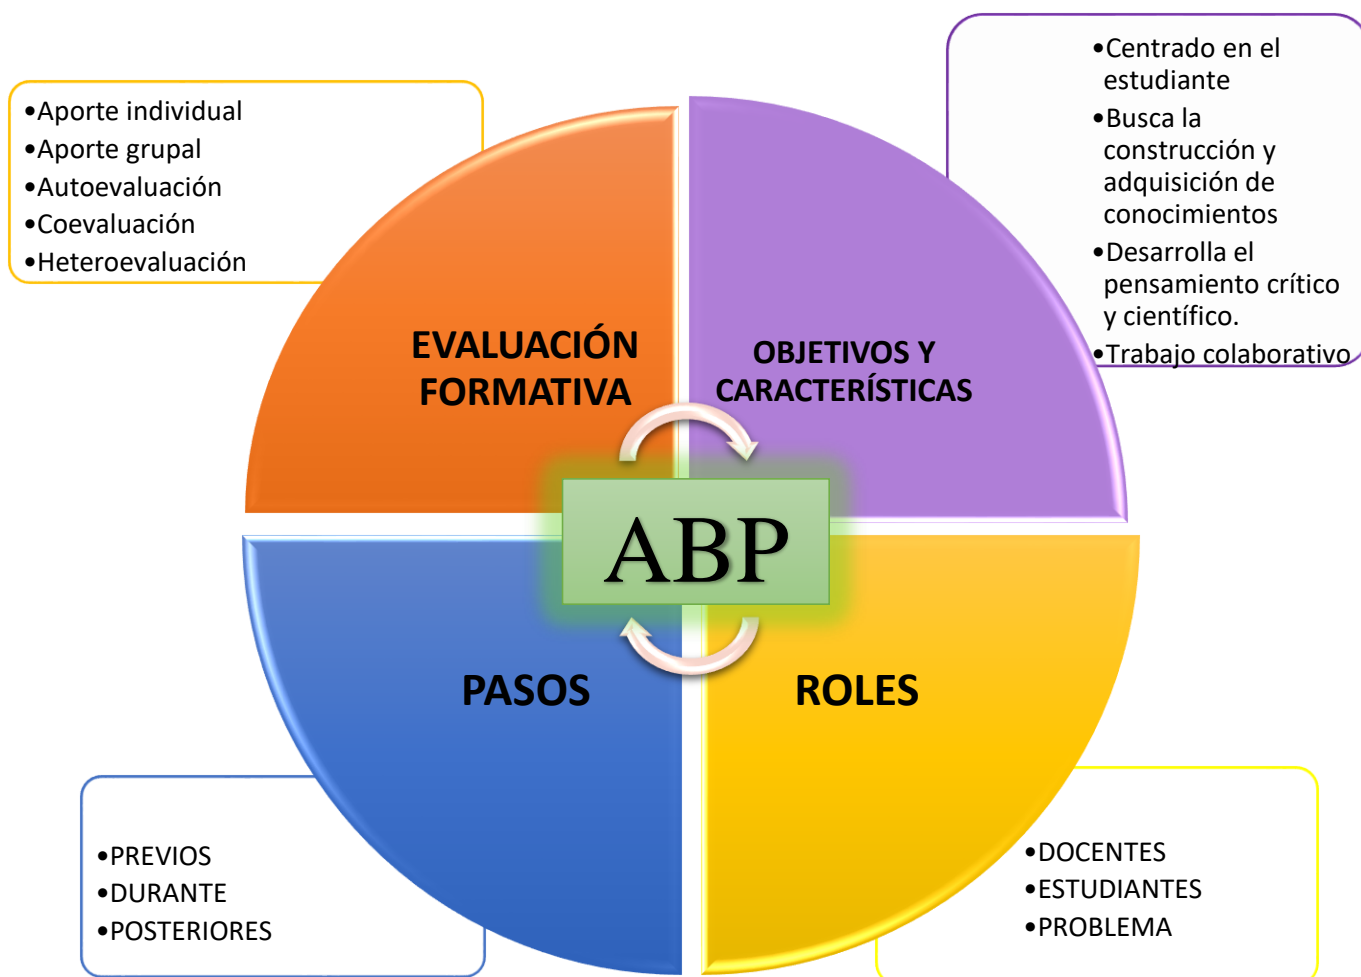 •Aporte individual
•Aporte grupal
•Autoevaluación
•Coevaluación
•Heteroevaluación
•Centrado en el
estudiante
•Busca la
construcción y
adquisición de
conocimientos
•Desarrolla el
pensamiento crítico
y científico.
•Trabajo colaborativo
EVALUACIÓN
FORMATIVA
OBJETIVOS Y
CARACTERÍSTICAS
ABP
PASOS
ROLES
•PREVIOS
•DURANTE
•POSTERIORES
•DOCENTES
•ESTUDIANTES
•PROBLEMA